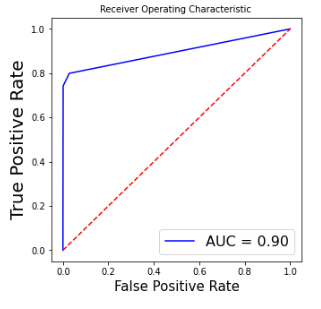 Receiver Operating Characteristic
1.0
0.8
0.6
0.4
0.2
0.0
True Positive Rate
AUC = 0.90
0.0 0.2 0.4 0.6 0.8 1.0
False Positive Rate